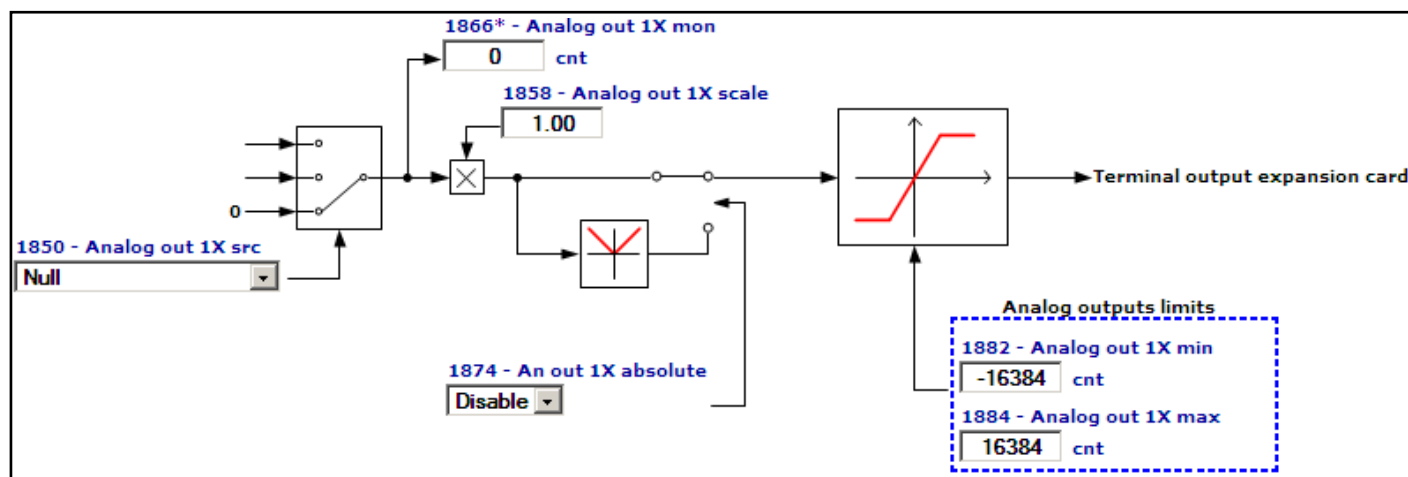 1866* - Analog out 1X mon
0 cnt
1858 - Analog out 1X scale
1.00
0
Terminal output expansion card
1850 - Analog out 1X src
Null
Analog outputs limits
1882 - Analog out 1X min
-16384 cnt
1874 - An out 1X absolute
Disable
1884 - Analog out 1X max
16384 cnt